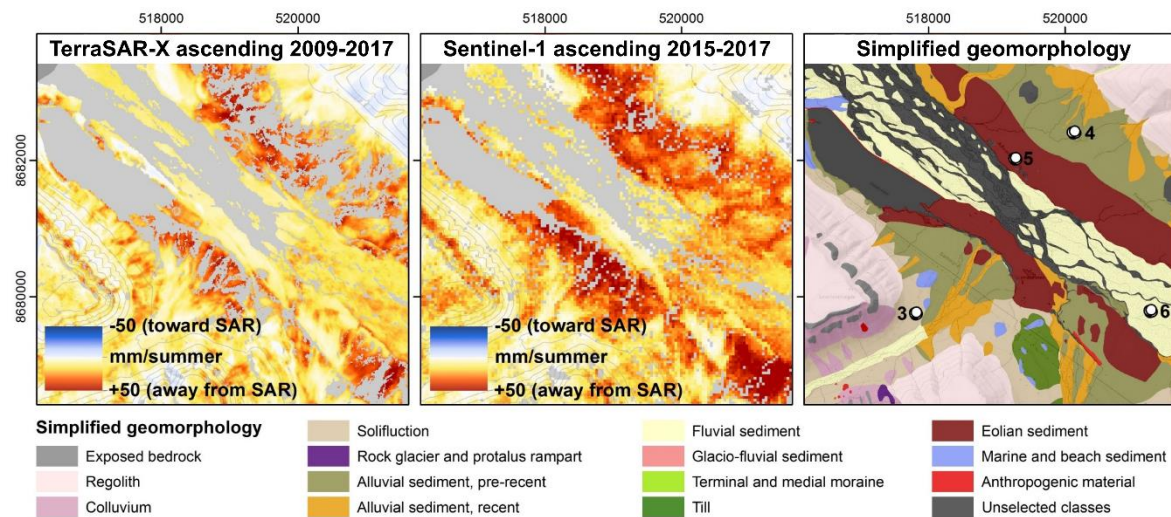 518000 520000 518000 520000 518000 520000
TerraSAR-X ascending 2009-2017
Sentinel-1 ascending 2015-2017
Simplified geomorphology
8682000
8682000
4
5
8680000
8680000
3
6
-50 (toward SAR)
mm/summer
+50 (away from SAR)
-50 (toward SAR)
mm/summer
+50 (away from SAR)
Simplified geomorphology
Exposed bedrock
Regolith
Colluvium
Solifluction
Rock glacier and protalus rampart
Alluvial sediment, pre-recent
Alluvial sediment, recent
Fluvial sediment
Glacio-fluvial sediment
Terminal and medial moraine
Till
Eolian sediment
Marine and beach sediment
Anthropogenic material
Unselected classes